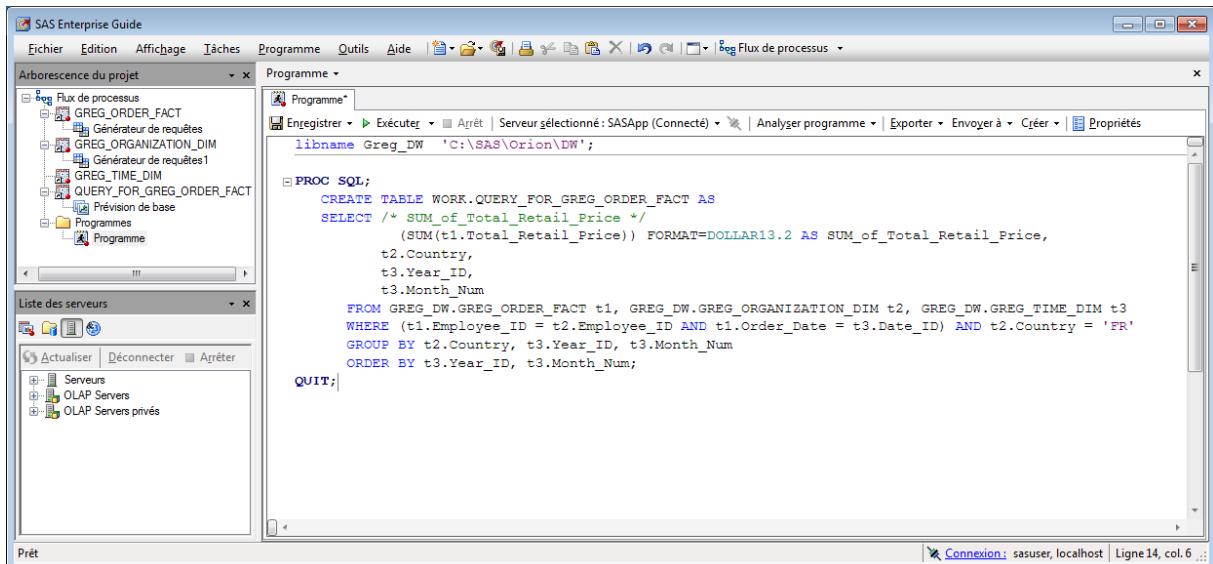 SAS Enterprise Guide
Fichier Edition Affichage Tâches Programme Outils Aide Flux de processus
Arborescence du projet
Flux de processus
GREG_ORDER_FACT
Générateur de requêtes
GREG_ORGANIZATION_DIM
Générateur de requêtes1
GREG_TIME_DIM
QUERY_FOR_GREG_ORDER_FACT
Prévision de base
Programmes
Programme
Liste des serveurs
Actualiser Déconnecter Arrêter
Serveurs
OLAP Servers
OLAP Servers privés
Programme
Programme*
Enregistrer Exécuter Arrêt Serveur sélectionné : SASApp (Connecté) Analyser programme Exporter Envoyer à Créer Propriétés
libname Greg_DW 'C:\SAS\Orion\DW';
PROC SQL;
CREATE TABLE WORK.QUERY_FOR_GREG_ORDER_FACT AS
SELECT /* SUM_of_Total_Retail_Price */
(SUM(t1.Total_Retail_Price)) FORMAT=DOLLAR13.2 AS SUM_of_Total_Retail_Price,
t2.Country,
t3.Year_ID,
t3.Month_Num
FROM GREG_DW.GREG_ORDER_FACT t1, GREG_DW.GREG_ORGANIZATION_DIM t2, GREG_DW.GREG_TIME_DIM t3
WHERE (t1.Employee_ID = t2.Employee_ID AND t1.Order_Date = t3.Date_ID) AND t2.Country = 'FR'
GROUP BY t2.Country, t3.Year_ID, t3.Month_Num
ORDER BY t3.Year_ID, t3.Month_Num;
QUIT;
Prêt
Connexion : sasuser, localhost Ligne 14, col. 6